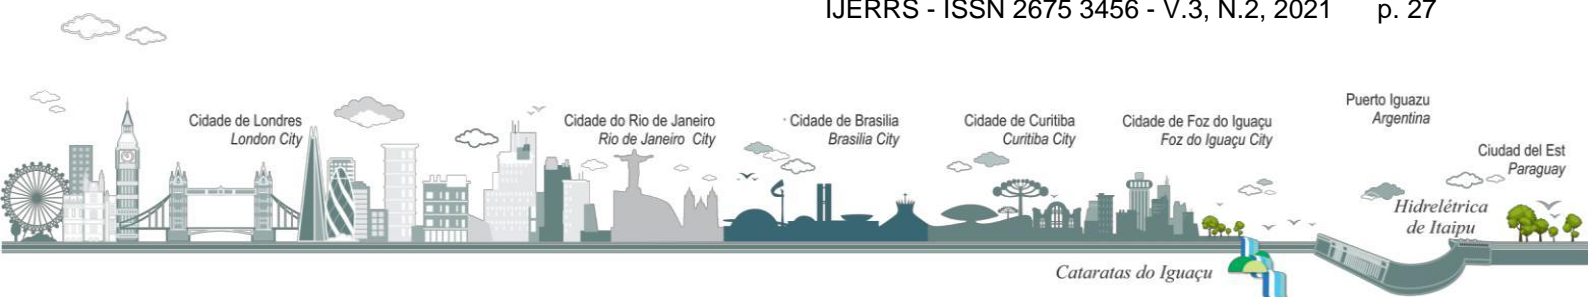 IJERRS - ISSN 2675 3456 - V.3, N.2, 2021 p. 27
Cidade de Londres
London City
Cidade do Rio de Janeiro
Rio de Janeiro City
Cidade de Brasilia
Brasilia City
Cidade de Curitiba
Curitiba City
Cidade de Foz do Iguaçu
Foz do Iguaçu City
Puerto Iguazu
Argentina
Ciudad del Est
Paraguay
Hidrelétrica
de Itaipu
Cataratas do Iguaçu